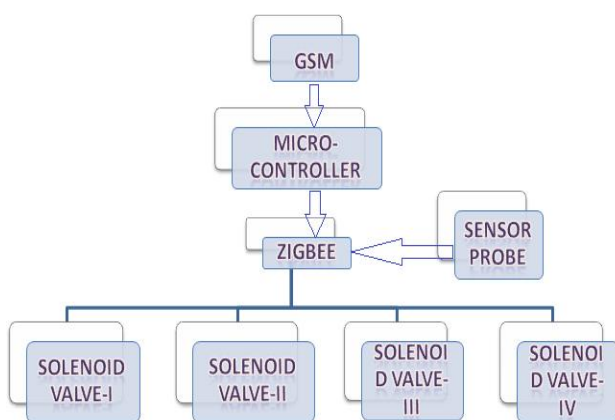 GSM
MICRO-
CONTROLLER
ZIGBEE
SENSOR
PROBE
SOLENOID
VALVE-I
SOLENOID
VALVE-II
SOLENOI
D VALVE-
III
SOLENOI
D VALVE-
IV